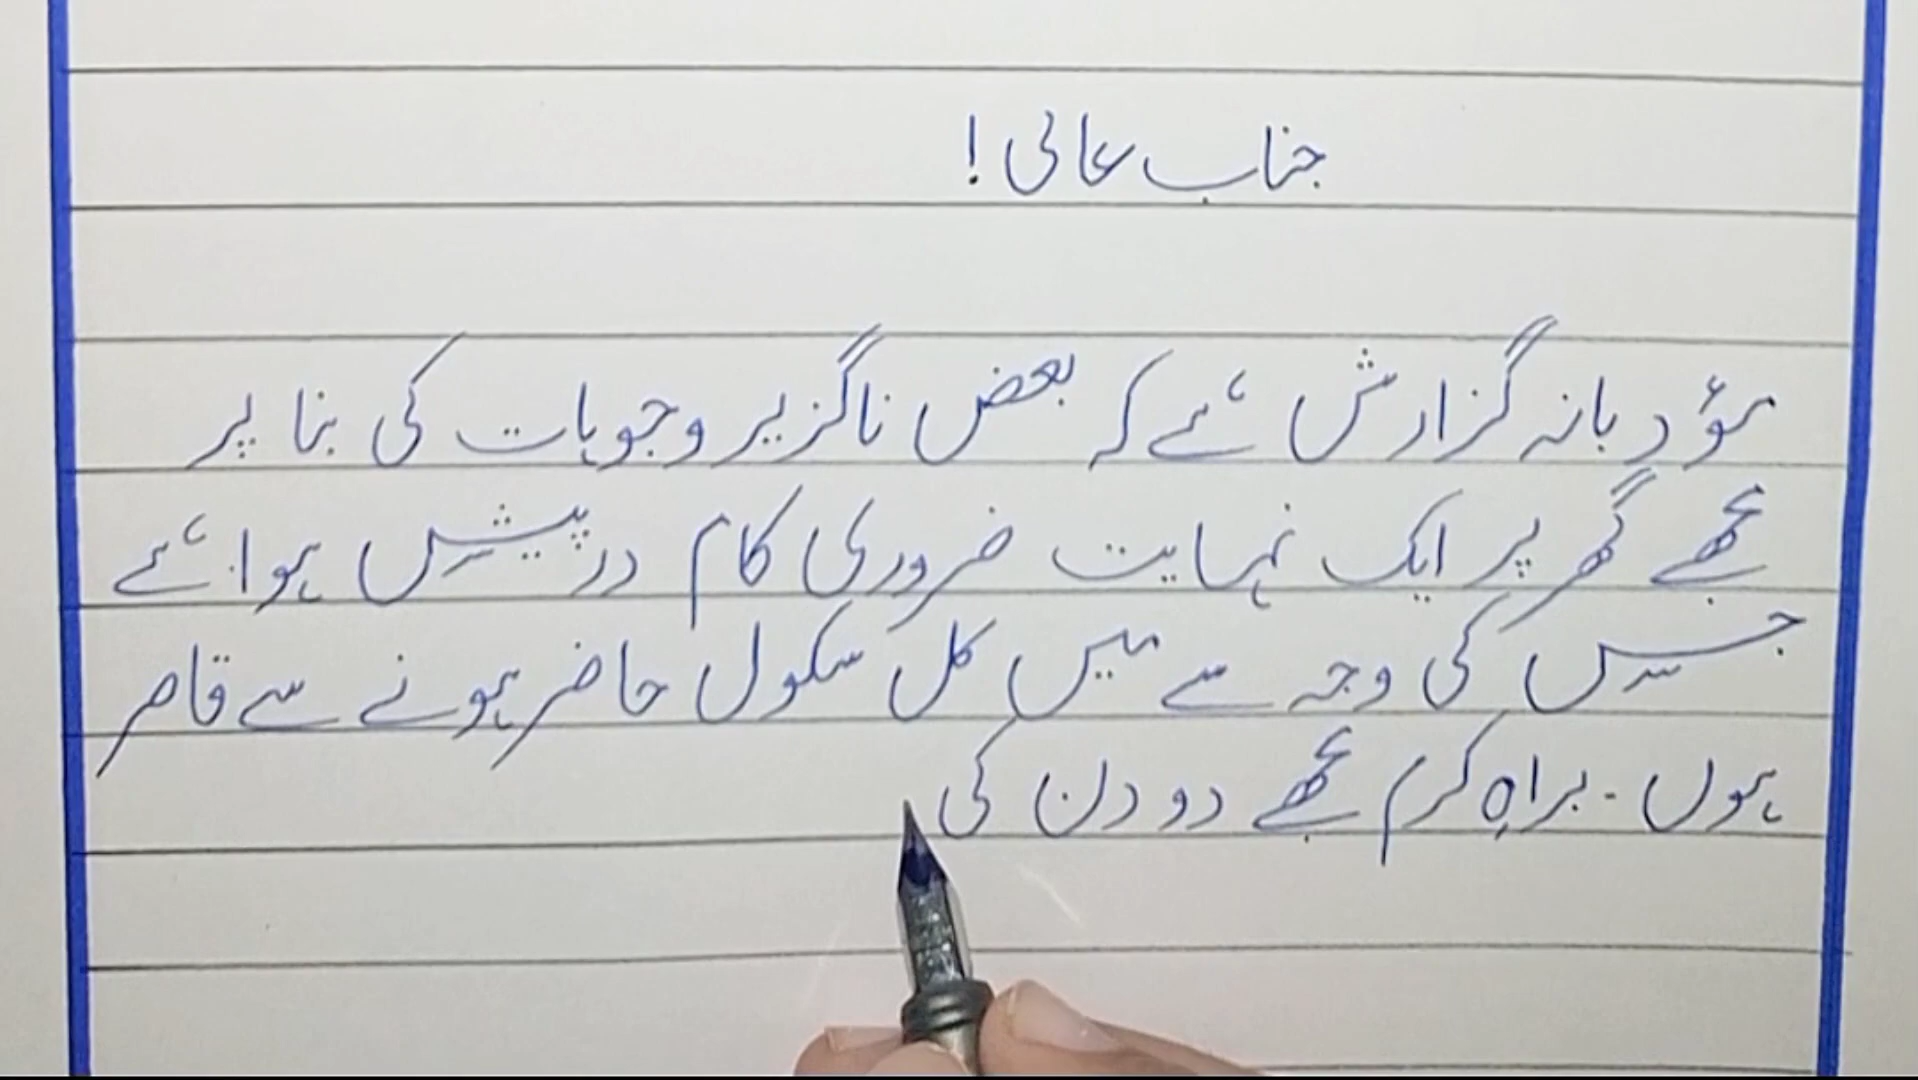 جناب عالی !
مؤدبانہ گزارش ہے کہ بعض ناگزیر وجوہات کی بنا پر
مجھے گھر پر ایک نہایت ضروری کام درپیش ہوا ہے
جس کی وجہ سے میں کل سکول حاضر ہونے سے قاصر
ہوں ۔ براہِ کرم مجھے دو دن کی